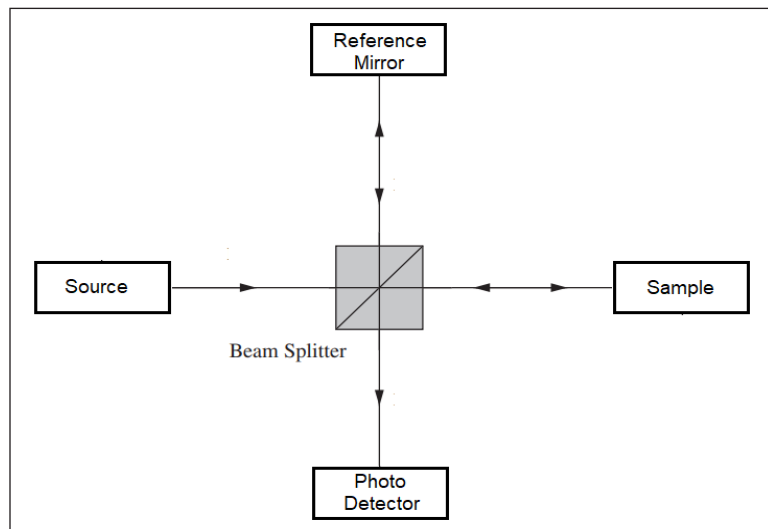 Reference
Mirror
Source
Sample
Beam Splitter
Photo
Detector